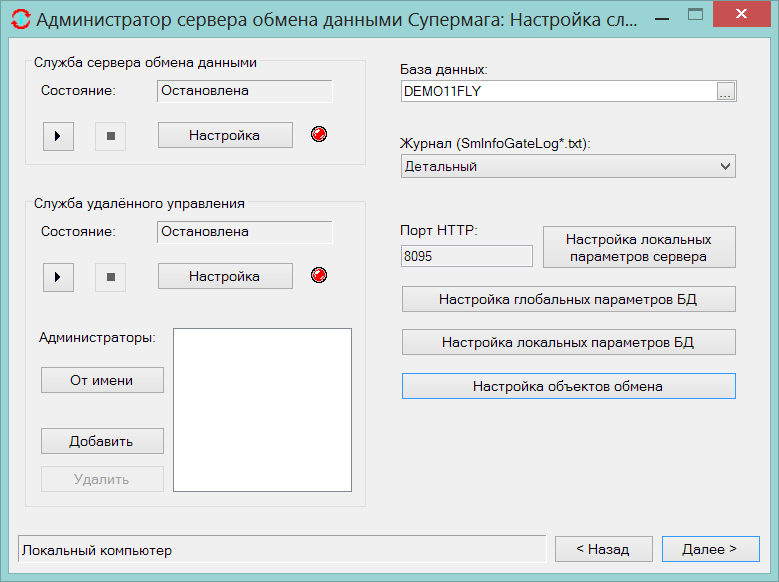 Администратор сервера обмена данными Супермага: Настройка сл...
Служба сервера обмена данными
Состояние:
Остановлена
Настройка
Служба удалённого управления
Состояние:
Остановлена
Настройка
Администраторы:
От имени
Добавить
Удалить
База данных:
DEMO11FLY
...
Журнал (SmInfoGateLog*.txt):
Детальный
Порт HTTP:
8095
Настройка локальных
параметров сервера
Настройка глобальных параметров БД
Настройка локальных параметров БД
Настройка объектов обмена
Локальный компьютер
< Назад
Далее >